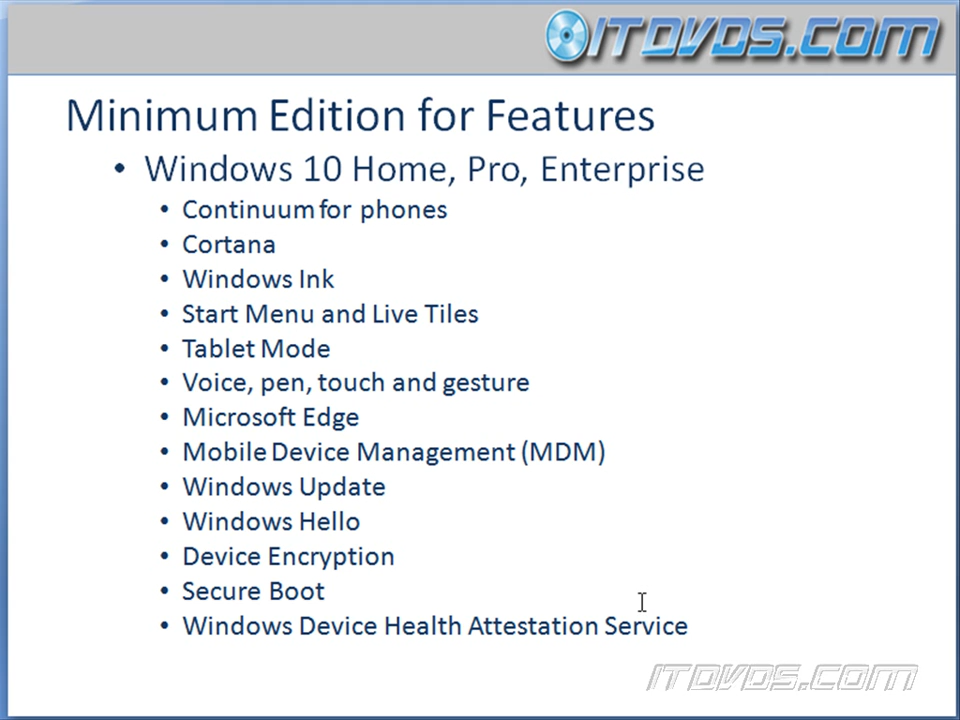 ITDVDS.COM
Minimum Edition for Features
• Windows 10 Home, Pro, Enterprise
• Continuum for phones
• Cortana
• Windows Ink
• Start Menu and Live Tiles
• Tablet Mode
• Voice, pen, touch and gesture
• Microsoft Edge
• Mobile Device Management (MDM)
• Windows Update
• Windows Hello
• Device Encryption
• Secure Boot
• Windows Device Health Attestation Service
ITDVDS.COM